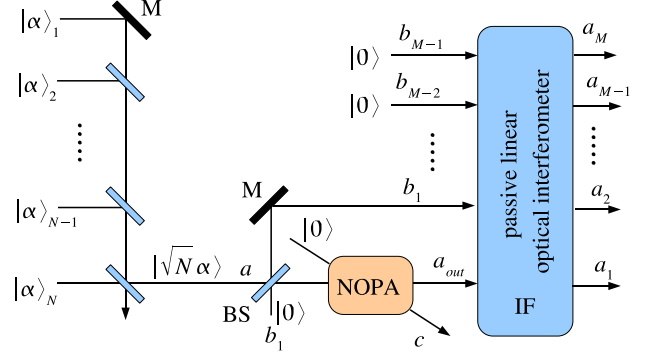 |α⟩₁
M
|α⟩₂
|α⟩_{N−1}
|α⟩_N
|√N α⟩
a
BS
|0⟩
b₁
M
|0⟩
NOPA
a_{out}
c
|0⟩
b_{M−1}
|0⟩
b_{M−2}
b₁
passive linear
optical interferometer
IF
a_M
a_{M−1}
a₂
a₁